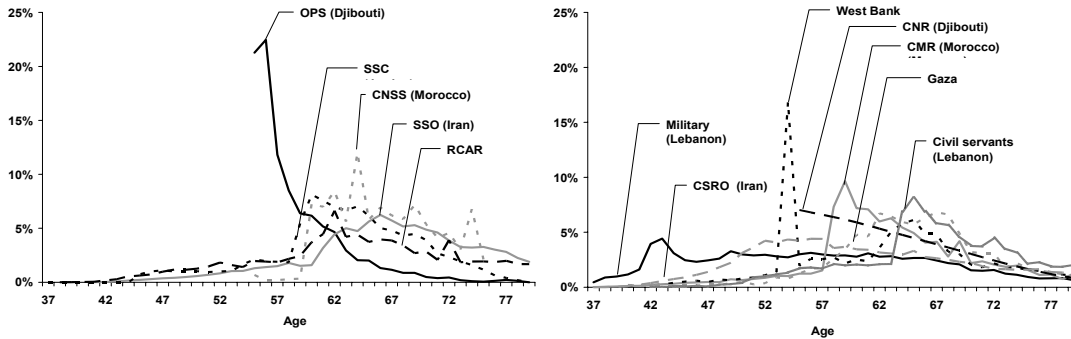 25%
20%
15%
10%
5%
0%
OPS (Djibouti)
SSC
CNSS (Morocco)
SSO (Iran)
RCAR
37 42 47 52 57 62 67 72 77
Age
25%
20%
15%
10%
5%
0%
West Bank
CNR (Djibouti)
CMR (Morocco)
Gaza
Military
(Lebanon)
CSRO (Iran)
Civil servants
(Lebanon)
37 42 47 52 57 62 67 72 77
Age